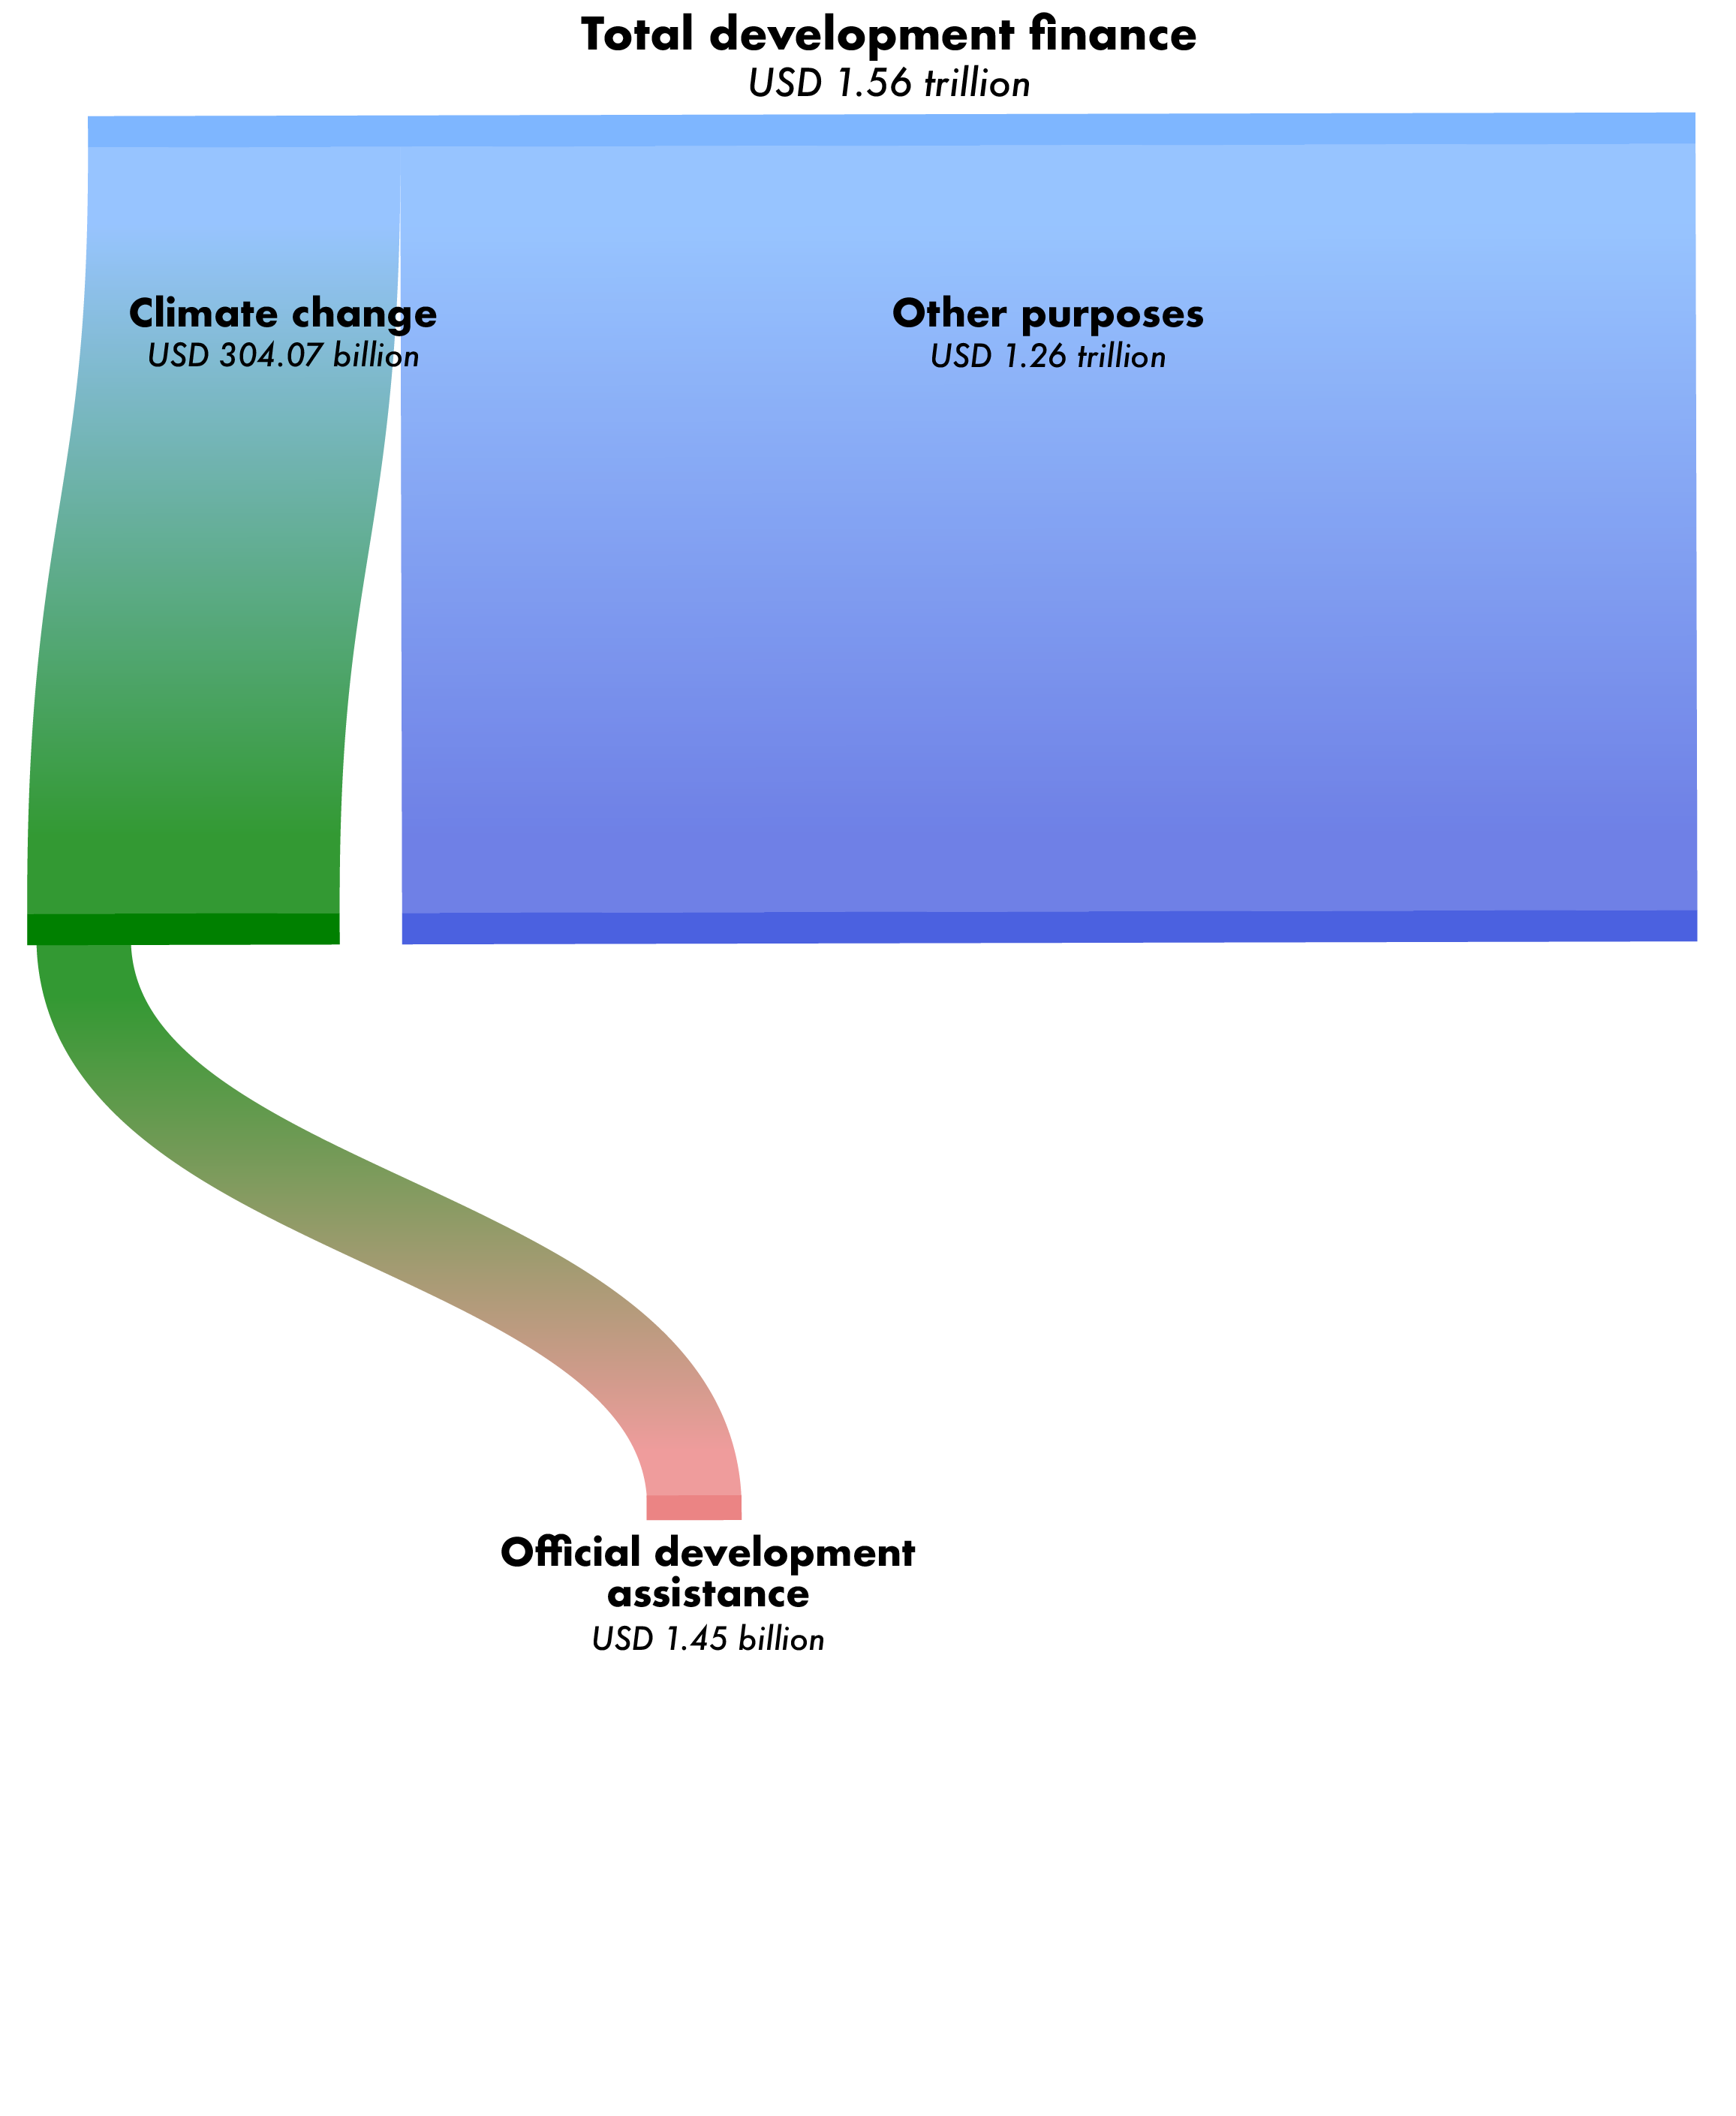 Total development finance
USD 1.56 trillion
Climate change
USD 304.07 billion
Other purposes
USD 1.26 trillion
Official development
assistance
USD 1.45 billion